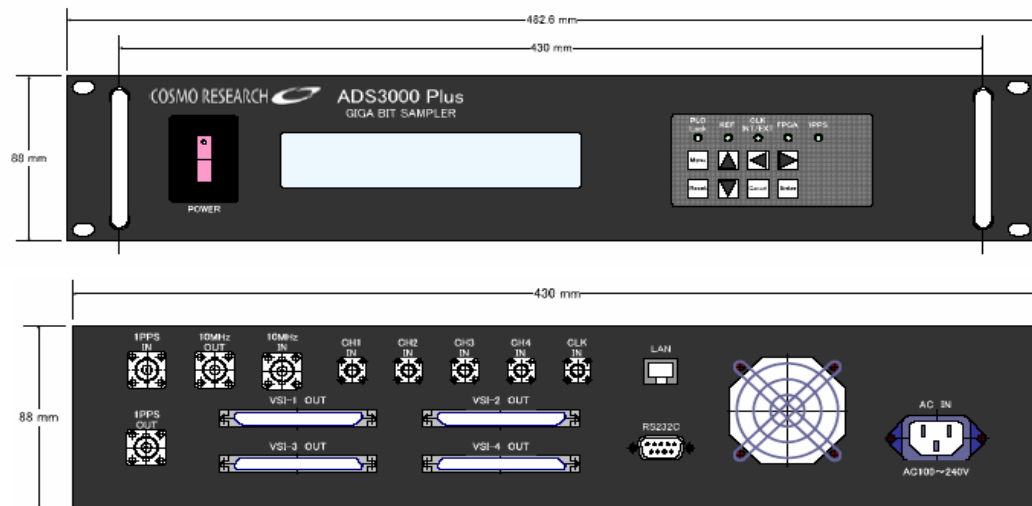 482.6 mm
430 mm
88 mm
COSMO RESEARCH
ADS3000 Plus
GIGA BIT SAMPLER
POWER
PLO Lock
REF
CLK INT/EXT
FPGA
1PPS
Menu
Reset
Cancel
Enter
430 mm
88 mm
1PPS IN
10MHz OUT
10MHz IN
CH1 IN
CH2 IN
CH3 IN
CH4 IN
CLK IN
LAN
VSI-1 OUT
VSI-2 OUT
1PPS OUT
VSI-3 OUT
VSI-4 OUT
RS232C
AC IN
AC100～240V